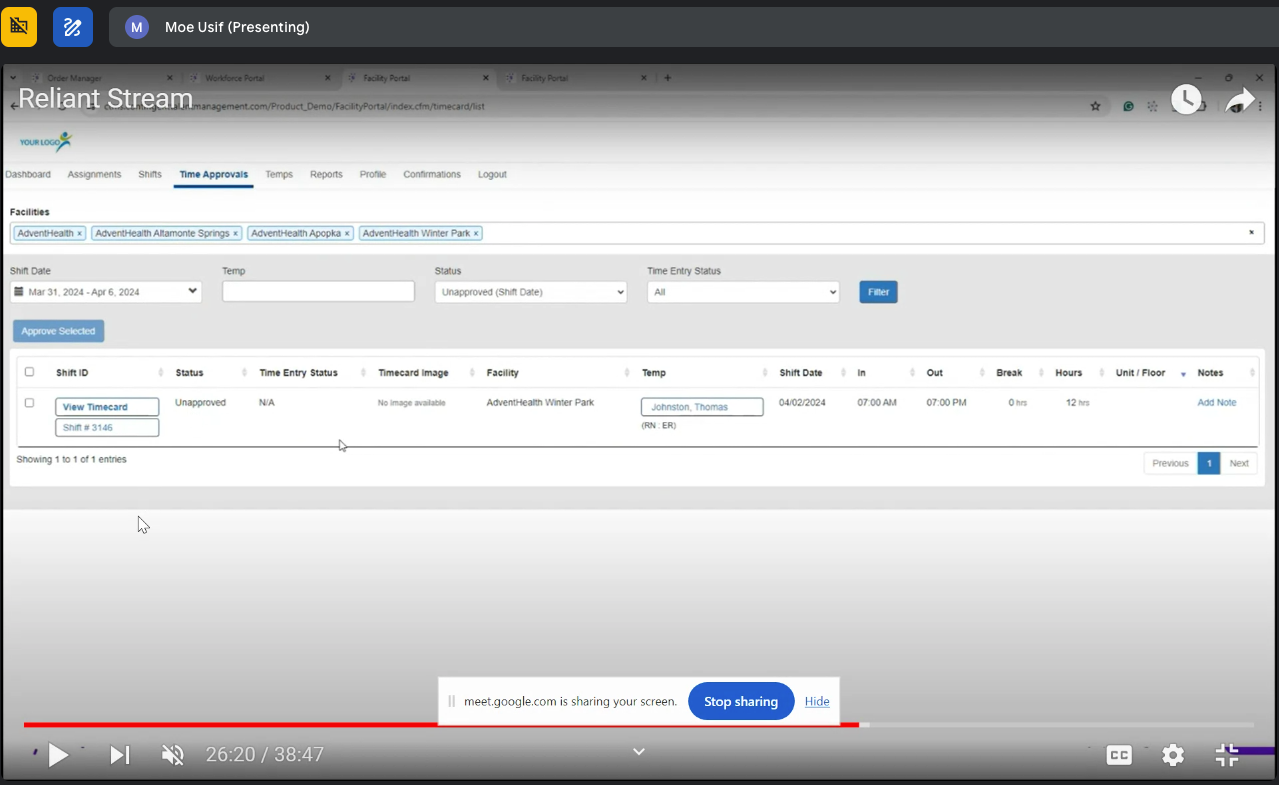 M Moe Usif (Presenting)
Order Manager Workforce Portal Facility Portal Facility Portal
Reliant Stream
management.com/Product_Demo/FacilityPortal/index.cfm/timecard/list
YOUR LOGO
Dashboard Assignments Shifts Time Approvals Temps Reports Profile Confirmations Logout
Facilities
AdventHealth × AdventHealth Altamonte Springs × AdventHealth Apopka × AdventHealth Winter Park ×
Shift Date Temp Status Time Entry Status
Mar 31, 2024 - Apr 6, 2024 Unapproved (Shift Date) All Filter
Approve Selected
Shift ID Status Time Entry Status Timecard Image Facility Temp Shift Date In Out Break Hours Unit / Floor Notes
View Timecard Unapproved N/A No image available AdventHealth Winter Park Johnston, Thomas 04/02/2024 07:00 AM 07:00 PM 0 hrs 12 hrs Add Note
Shift # 3146 (RN : ER)
Showing 1 to 1 of 1 entries Previous 1 Next
meet.google.com is sharing your screen. Stop sharing Hide
26:20 / 38:47 CC